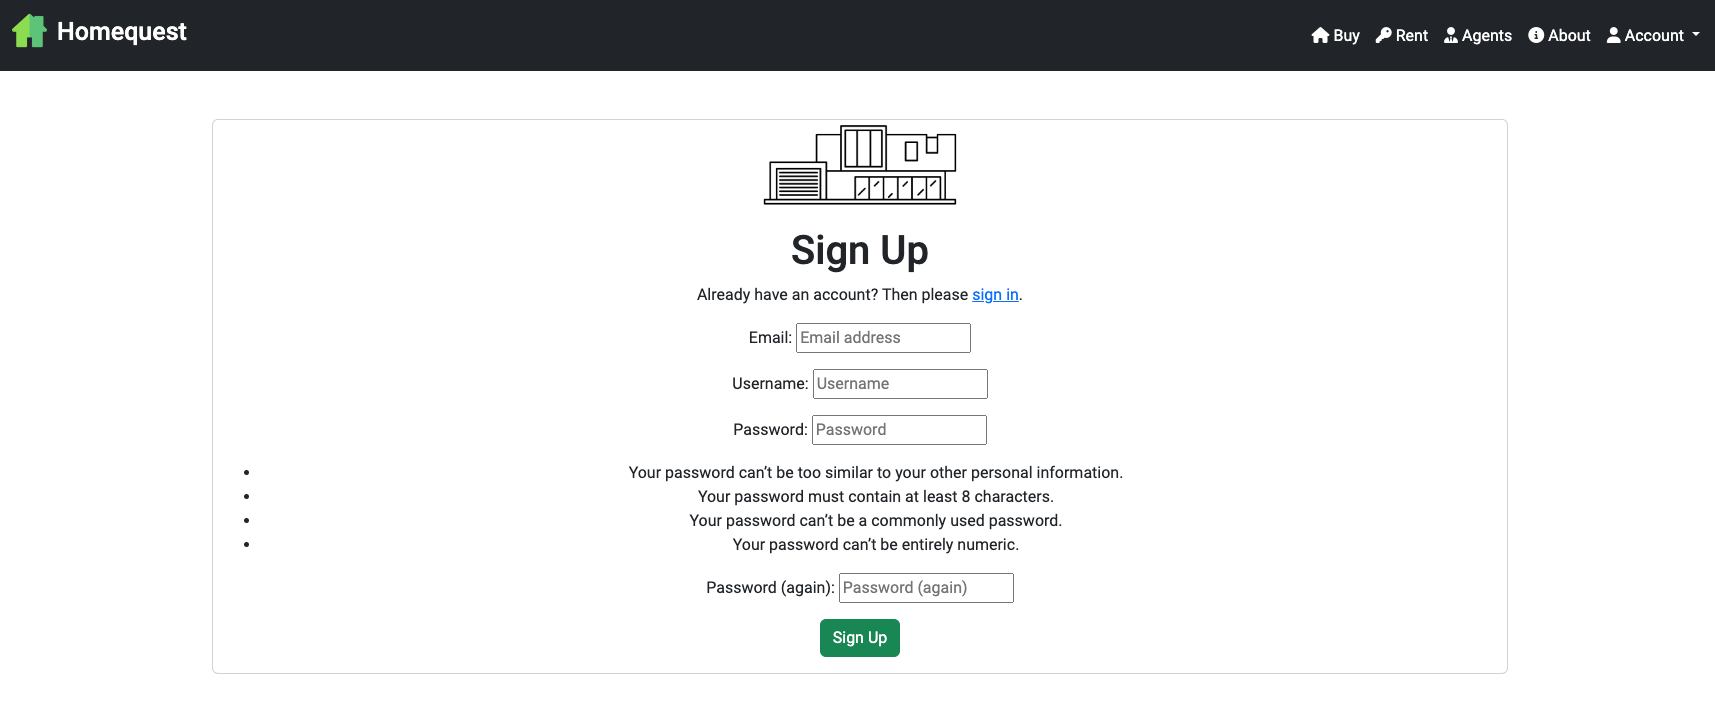 Homequest
Buy Rent Agents About Account
Sign Up
Already have an account? Then please sign in.
Email: Email address
Username: Username
Password: Password
Your password can’t be too similar to your other personal information.
Your password must contain at least 8 characters.
Your password can’t be a commonly used password.
Your password can’t be entirely numeric.
Password (again): Password (again)
Sign Up